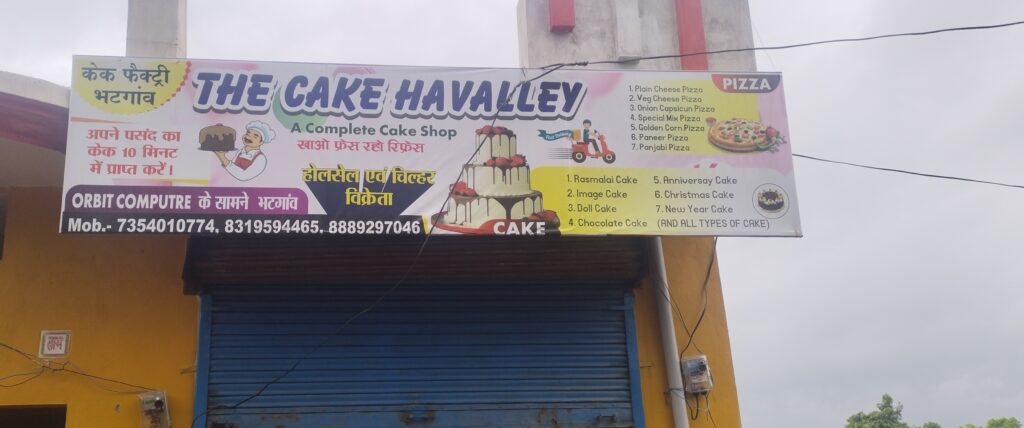 केक फैक्ट्री
भटगांव
THE CAKE HAVALLEY
A Complete Cake Shop
खाओ फ्रेस रहो रिफ्रेस
अपने पसंद का
केक 10 मिनट
में प्राप्त करें।
होलसेल एवं चिल्हर
विक्रेता
ORBIT COMPUTRE के सामने भटगांव
Mob.- 7354010774, 8319594465, 8889297046
CAKE
PIZZA
1. Plain Cheese Pizza
2. Veg Cheese Pizza
3. Onion Capsicun Pizza
4. Special Mix Pizza
5. Golden Corn Pizza
6. Paneer Pizza
7. Panjabi Pizza
1. Rasmalai Cake
2. Image Cake
3. Doll Cake
4. Chocolate Cake
5. Anniversay Cake
6. Christmas Cake
7. New Year Cake
(AND ALL TYPES OF CAKE)